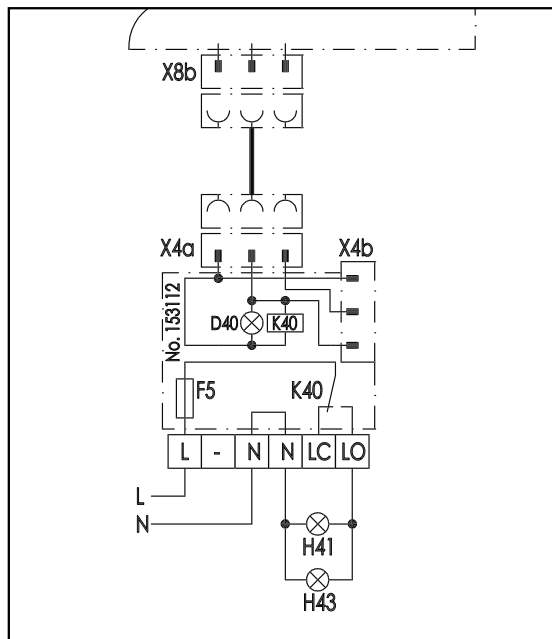 X8b
X4a
X4b
No. 153112
D40
K40
F5
K40
L - N N LC LO
L
N
H41
H43